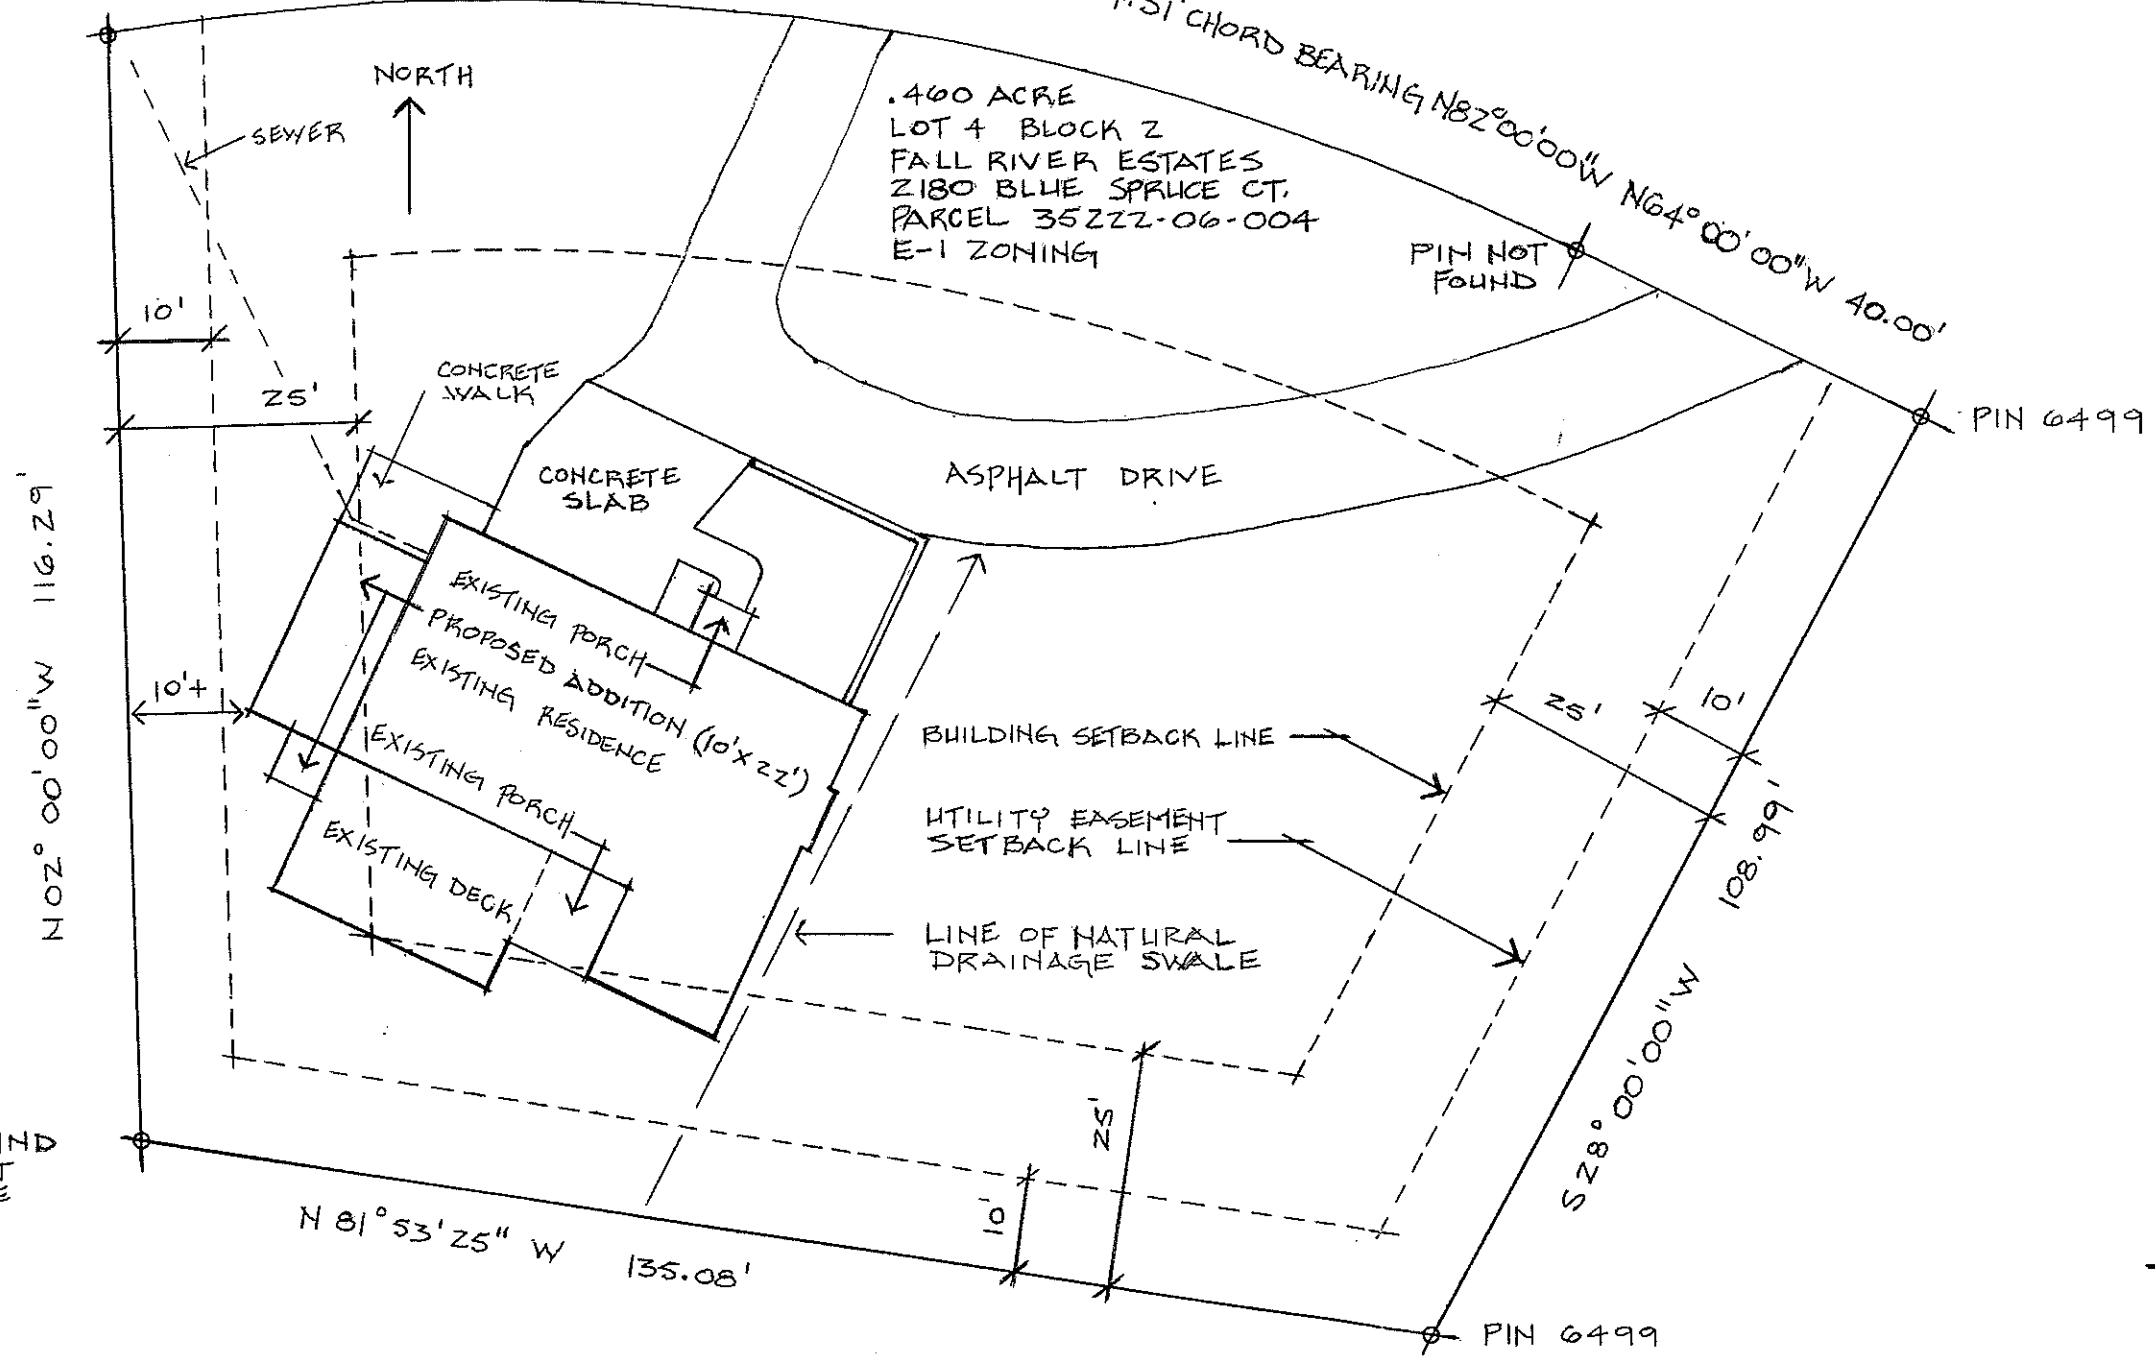 CHORD BEARING N82°00'00"W N64°00'00"W 40.00'
NORTH
SEWER
.460 ACRE
LOT 4 BLOCK 2
FALL RIVER ESTATES
2180 BLUE SPRUCE CT.
PARCEL 35222-06-004
E-1 ZONING
PIN NOT
FOUND
10'
25'
CONCRETE
WALK
PIN 6499
CONCRETE
SLAB
ASPHALT DRIVE
N 02° 00'00"W 116.29'
EXISTING PORCH
PROPOSED ADDITION (10'X22')
EXISTING RESIDENCE
10'+
EXISTING PORCH
EXISTING DECK
BUILDING SETBACK LINE
25'
10'
UTILITY EASEMENT
SETBACK LINE
LINE OF NATURAL
DRAINAGE SWALE
S28° 00'00"W 108.99'
25'
10'
N 81°53'25" W 135.08'
PIN 6499